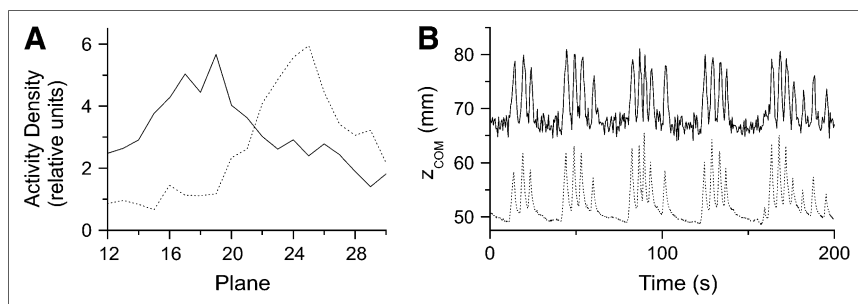 A
B
Activity Density
(relative units)
6
4
2
0
12
16
20
24
28
Plane
z_COM (mm)
80
70
60
50
0
100
200
Time (s)